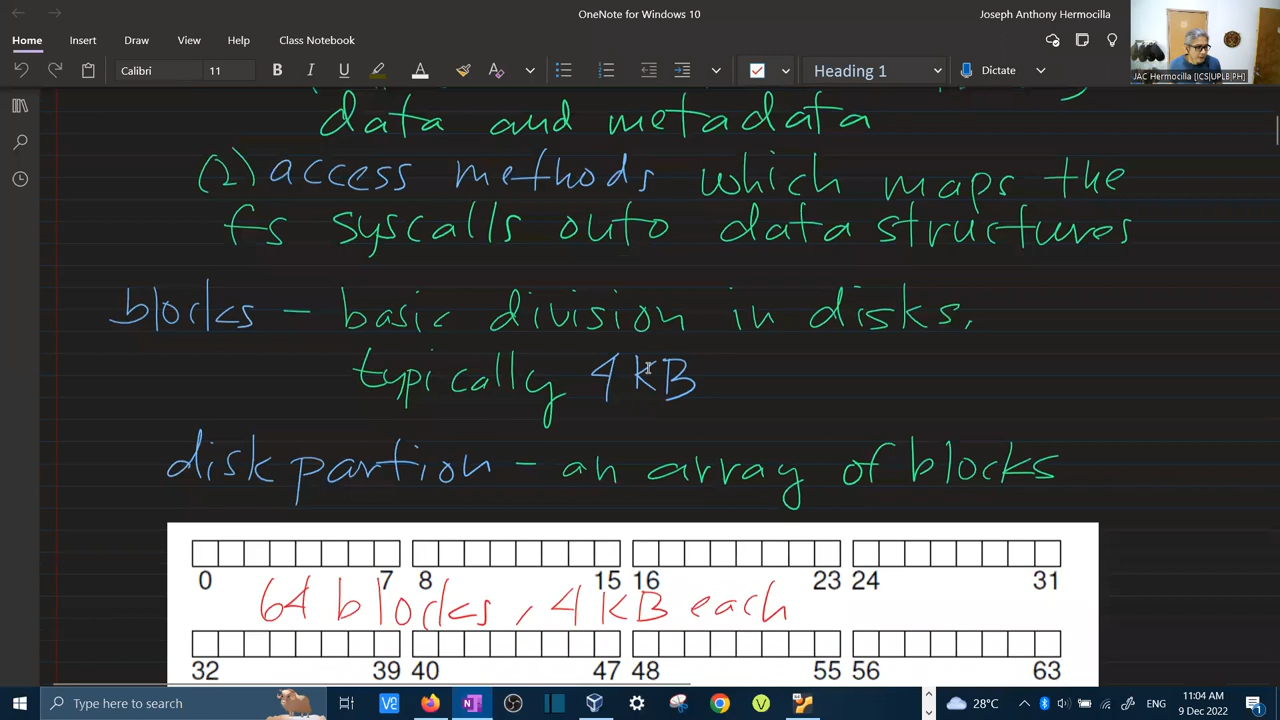 OneNote for Windows 10
Joseph Anthony Hermocilla
Home Insert Draw View Help Class Notebook
Calibri 11 B I U A Heading 1 Dictate
JAC Hermocilla [ICS|UPLB|PH]
data and metadata
(2) access methods which maps the
fs syscalls onto data structures
blocks - basic division in disks,
typically 4 KB
disk partion - an array of blocks
0 7 8 15 16 23 24 31
64 blocks, 4 KB each
32 39 40 47 48 55 56 63
Type here to search
28°C
ENG
11:04 AM
9 Dec 2022